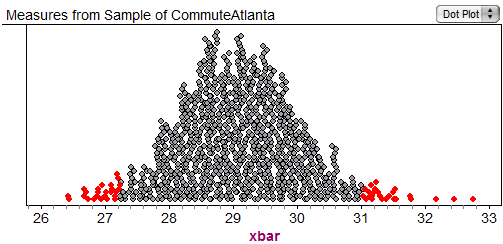 Measures from Sample of CommuteAtlanta
Dot Plot
26 27 28 29 30 31 32 33
xbar